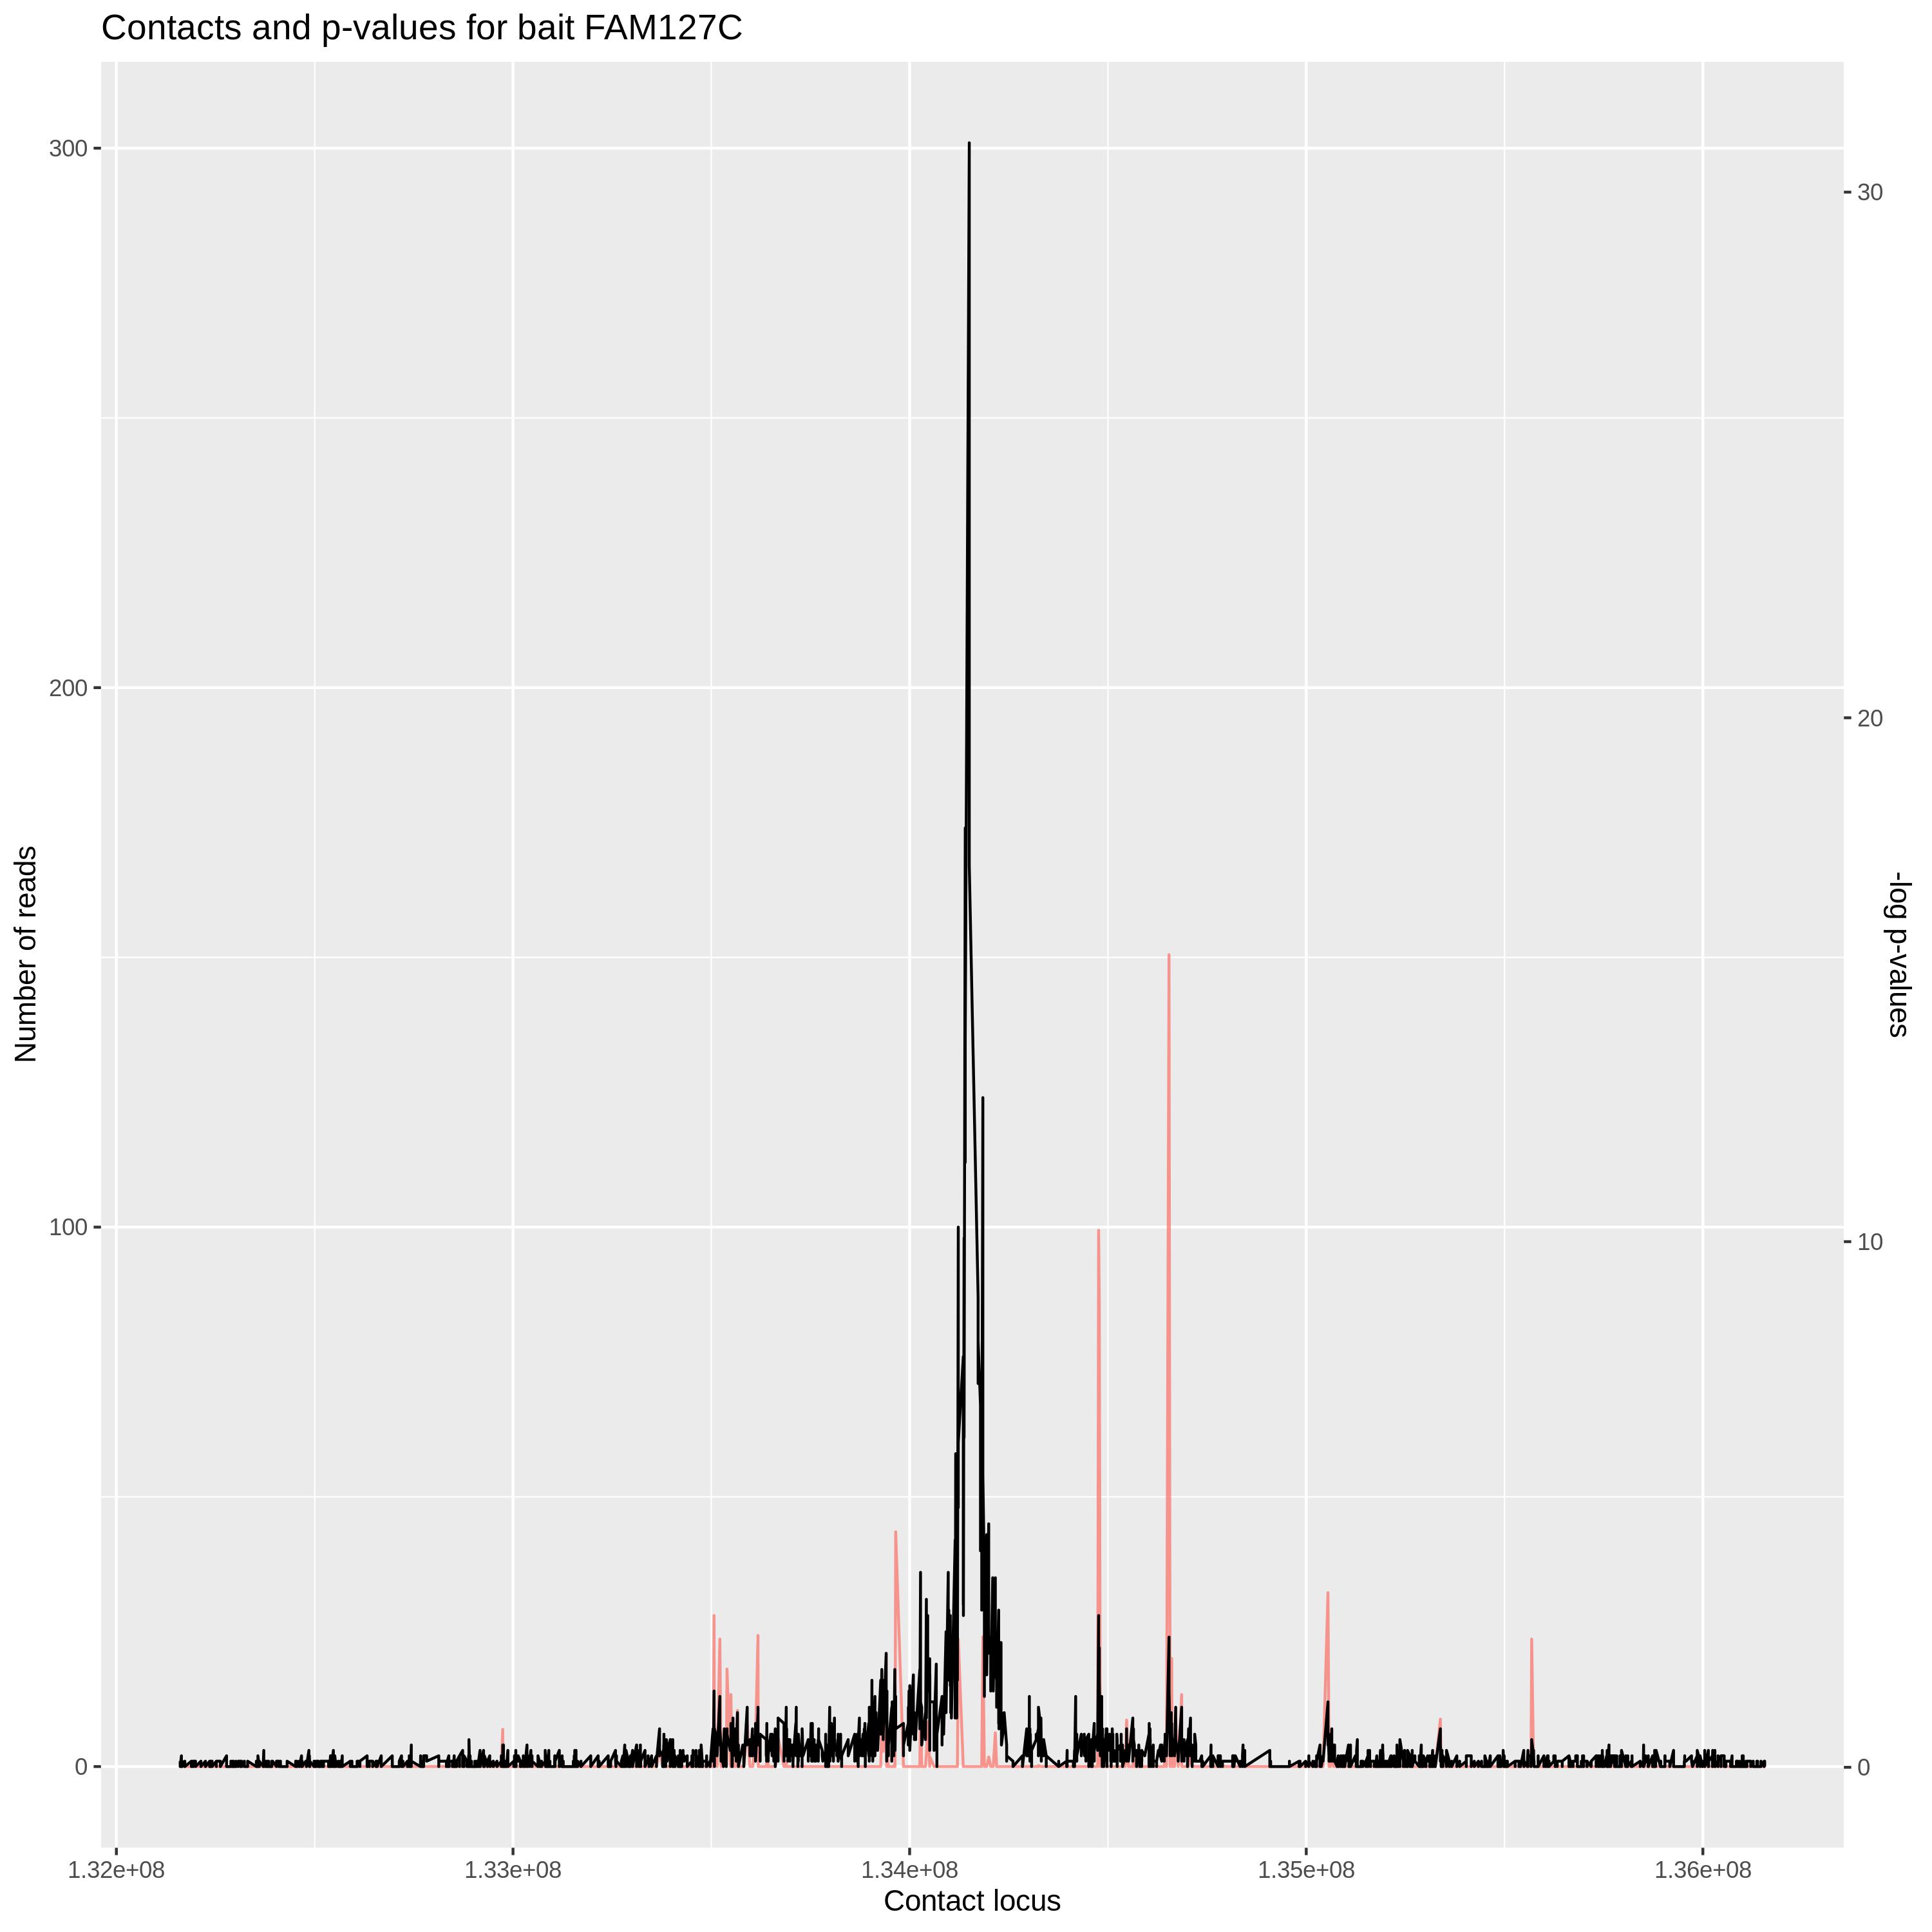 Contacts and p-values for bait FAM127C
300
200
100
0
Number of reads
30
20
10
0
-log p-values
1.32e+08
1.33e+08
1.34e+08
1.35e+08
1.36e+08
Contact locus